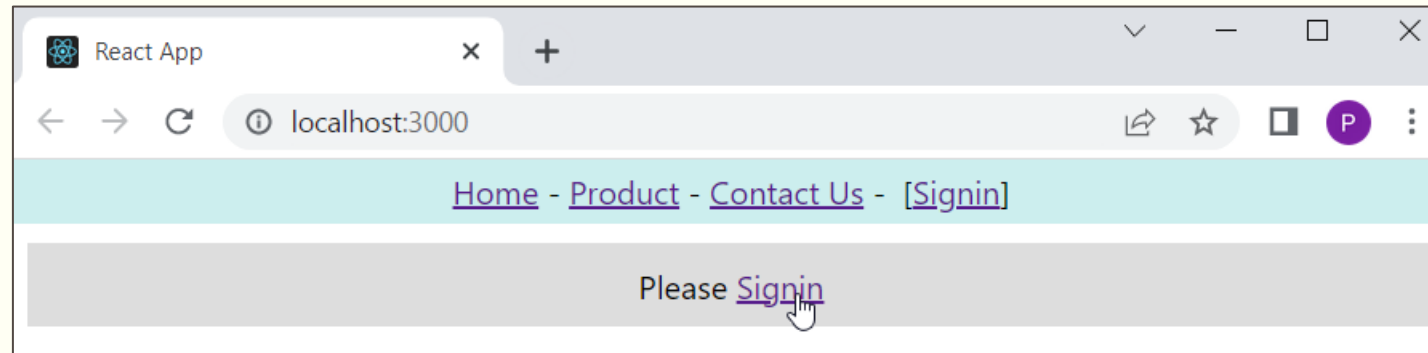 React App
localhost:3000
P
Home - Product - Contact Us - [Signin]
Please Signin